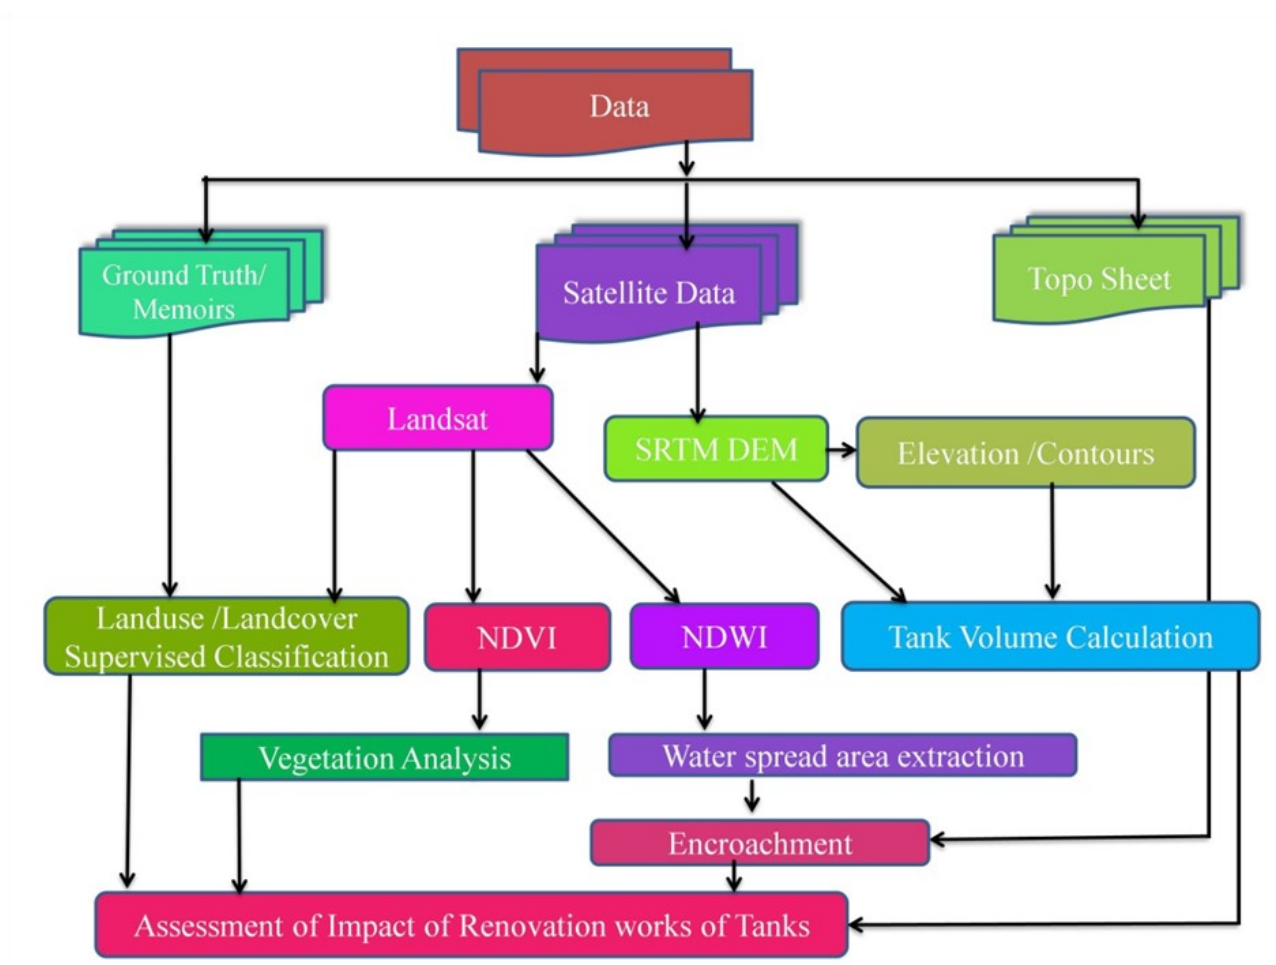 Data
Ground Truth/
Memoirs
Satellite Data
Topo Sheet
Landsat
SRTM DEM
Elevation /Contours
Landuse /Landcover
Supervised Classification
NDVI
NDWI
Tank Volume Calculation
Vegetation Analysis
Water spread area extraction
Encroachment
Assessment of Impact of Renovation works of Tanks